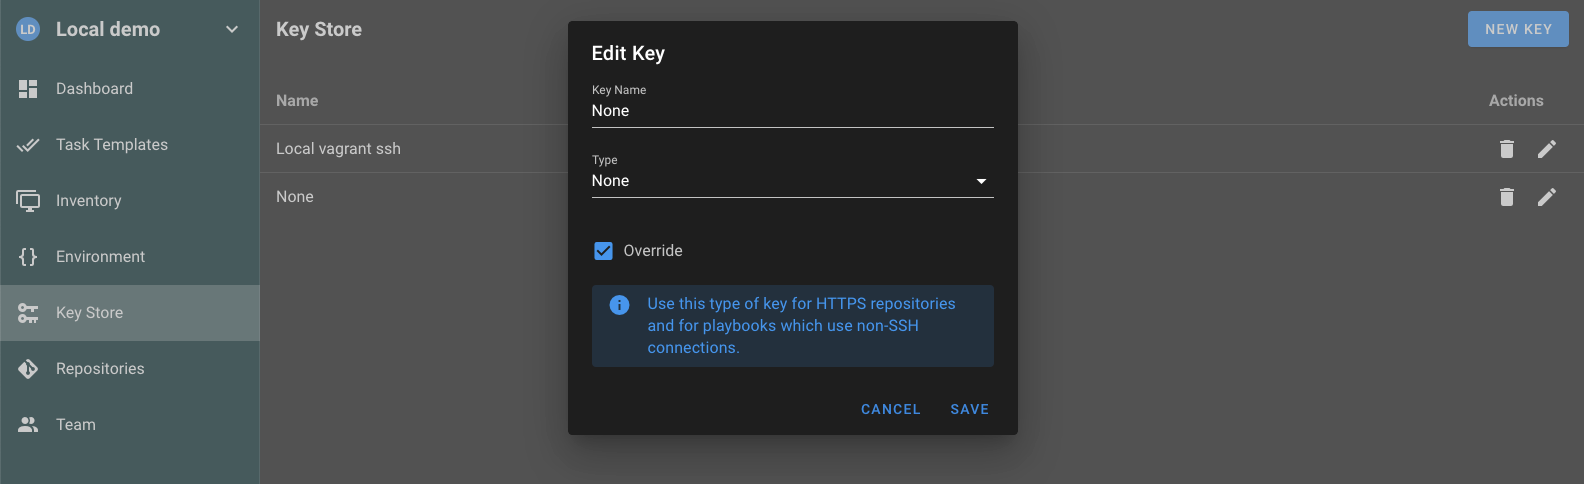 LD Local demo
Dashboard
Task Templates
Inventory
Environment
Key Store
Repositories
Team
Key Store
NEW KEY
Name
Actions
Local vagrant ssh
None
Edit Key
Key Name
None
Type
None
Override
Use this type of key for HTTPS repositories
and for playbooks which use non-SSH
connections.
CANCEL SAVE